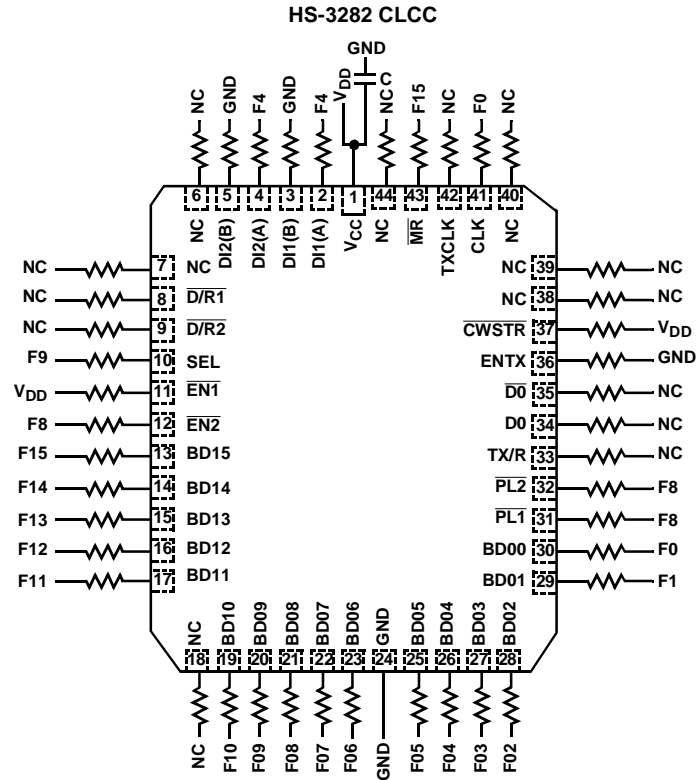 HS-3282 CLCC
GND
VDD C
NC GND F4 GND F4 NC F15 NC F0 NC
6 5 4 3 2 1 44 43 42 41 40
NC DI2(B) DI2(A) DI1(B) DI1(A) VCC NC MR TXCLK CLK NC
NC 7 NC
NC 8 D/R1
NC 9 D/R2
F9 10 SEL
VDD 11 EN1
F8 12 EN2
F15 13 BD15
F14 14 BD14
F13 15 BD13
F12 16 BD12
F11 17 BD11
NC 39 NC
NC 38 NC
CWSTR 37 VDD
ENTX 36 GND
D0 35 NC
D0 34 NC
TX/R 33 NC
PL2 32 F8
PL1 31 F8
BD00 30 F0
BD01 29 F1
NC BD10 BD09 BD08 BD07 BD06 GND BD05 BD04 BD03 BD02
18 19 20 21 22 23 24 25 26 27 28
NC F10 F09 F08 F07 F06 GND F05 F04 F03 F02